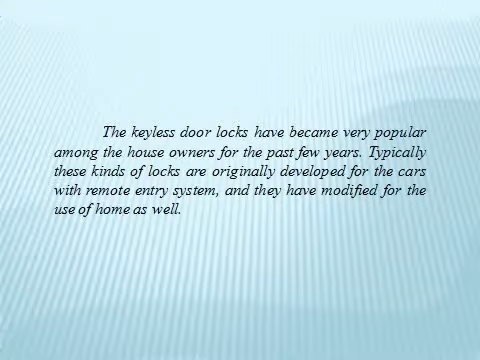 The keyless door locks have became very popular
among the house owners for the past few years. Typically
these kinds of locks are originally developed for the cars
with remote entry system, and they have modified for the
use of home as well.